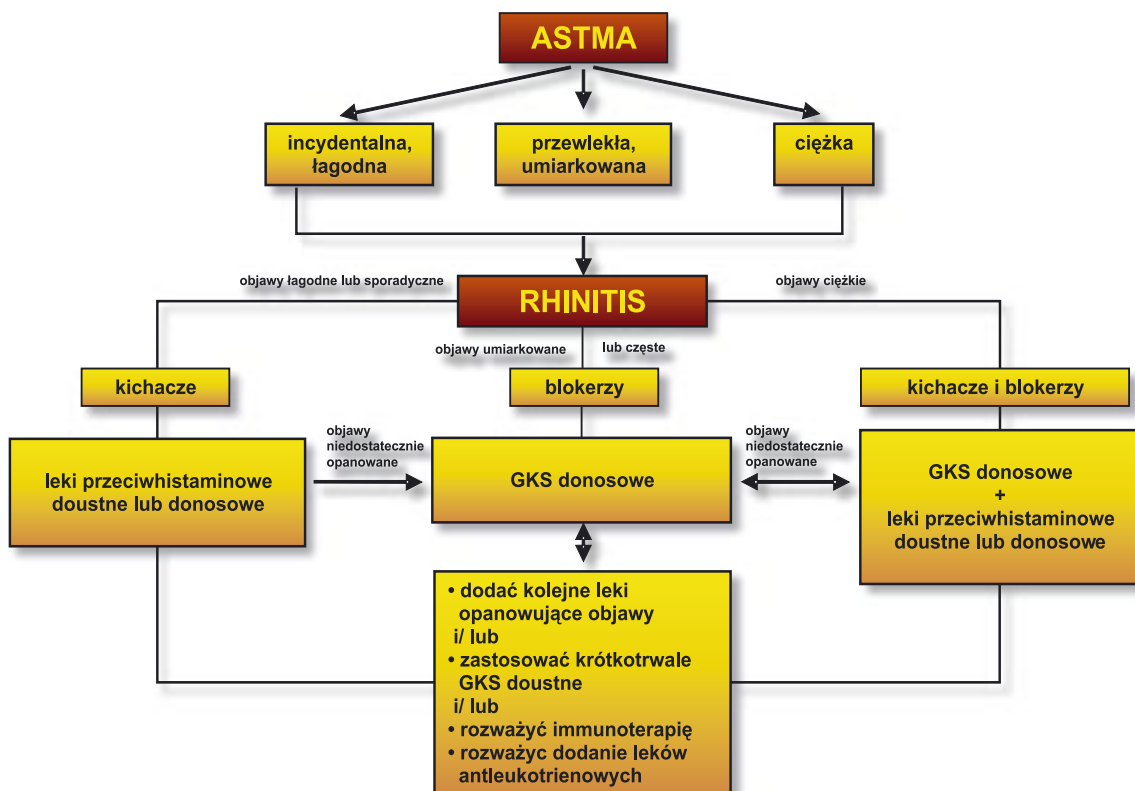 ASTMA
incydentalna,
łagodna
przewlekła,
umiarkowana
ciężka
objawy łagodne lub sporadyczne
RHINITIS
objawy ciężkie
objawy umiarkowane
lub częste
kichacze
blokerzy
kichacze i blokerzy
leki przeciwhistaminowe
doustne lub donosowe
objawy
niedostatecznie
opanowane
GKS donosowe
objawy
niedostatecznie
opanowane
GKS donosowe
+
leki przeciwhistaminowe
doustne lub donosowe
• dodać kolejne leki
opanowujące objawy
i/ lub
• zastosować krótkotrwale
GKS doustne
i/ lub
• rozważyć immunoterapię
• rozważyc dodanie leków
antleukotrienowych